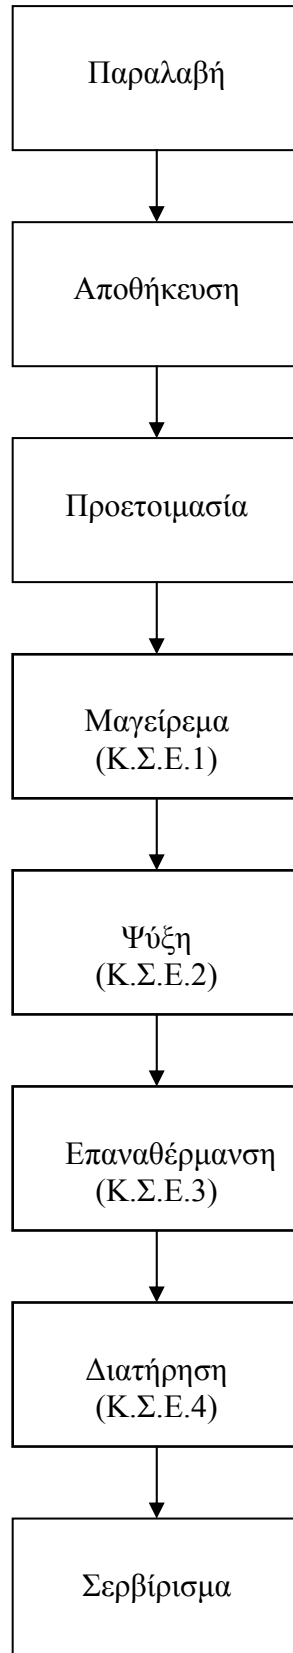 Παραλαβή
Αποθήκευση
Προετοιμασία
Μαγείρεμα
(Κ.Σ.Ε.1)
Ψύξη
(Κ.Σ.Ε.2)
Επαναθέρμανση
(Κ.Σ.Ε.3)
Διατήρηση
(Κ.Σ.Ε.4)
Σερβίρισμα